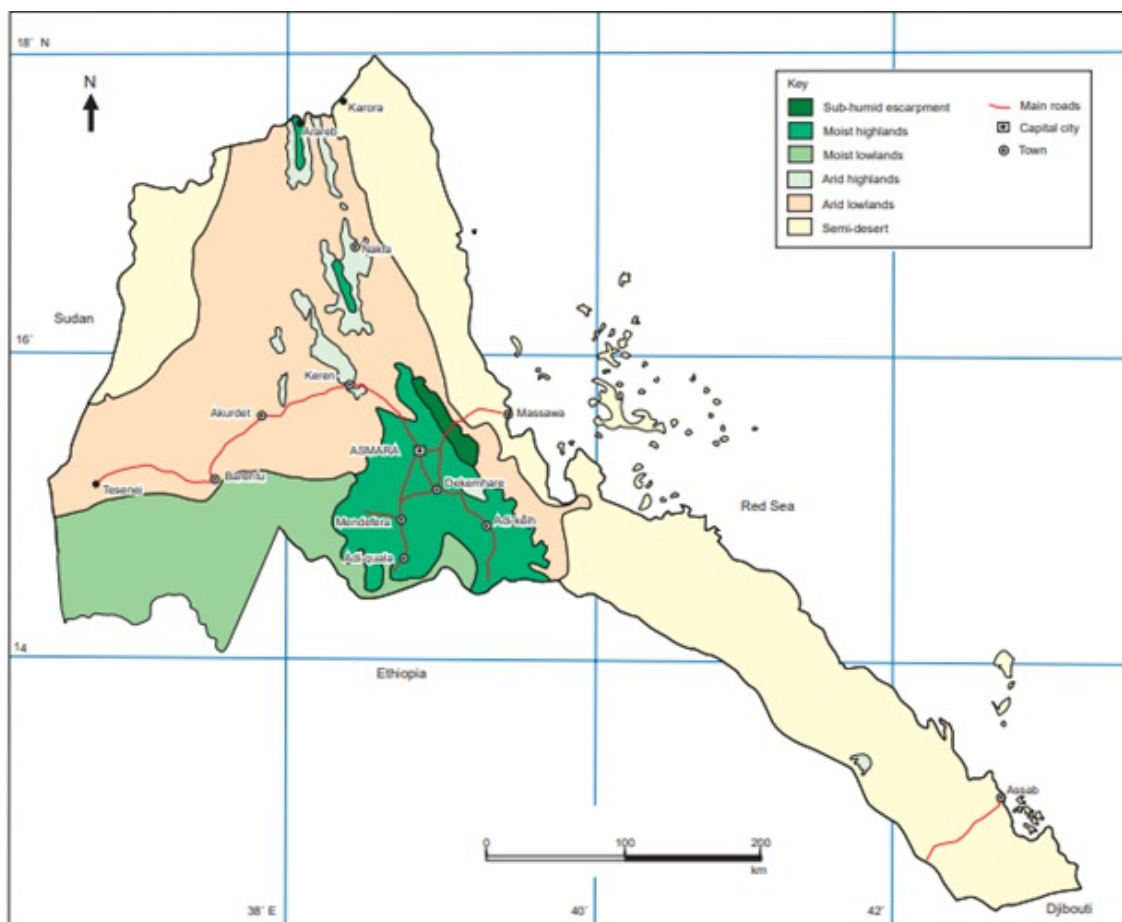 18° N
N
Karora
Arareb
Key
Sub-humid escarpment
Moist highlands
Moist lowlands
Arid highlands
Arid lowlands
Semi-desert
Main roads
Capital city
Town
Nakfa
Sudan
16°
Keren
Akurdet
Massawa
ASMARA
Barentu
Tesenei
Dekemhare
Red Sea
Mendefera
Adi keih
Adi quala
14
Ethiopia
Assab
0 100 200
km
38° E
40°
42°
Djibouti